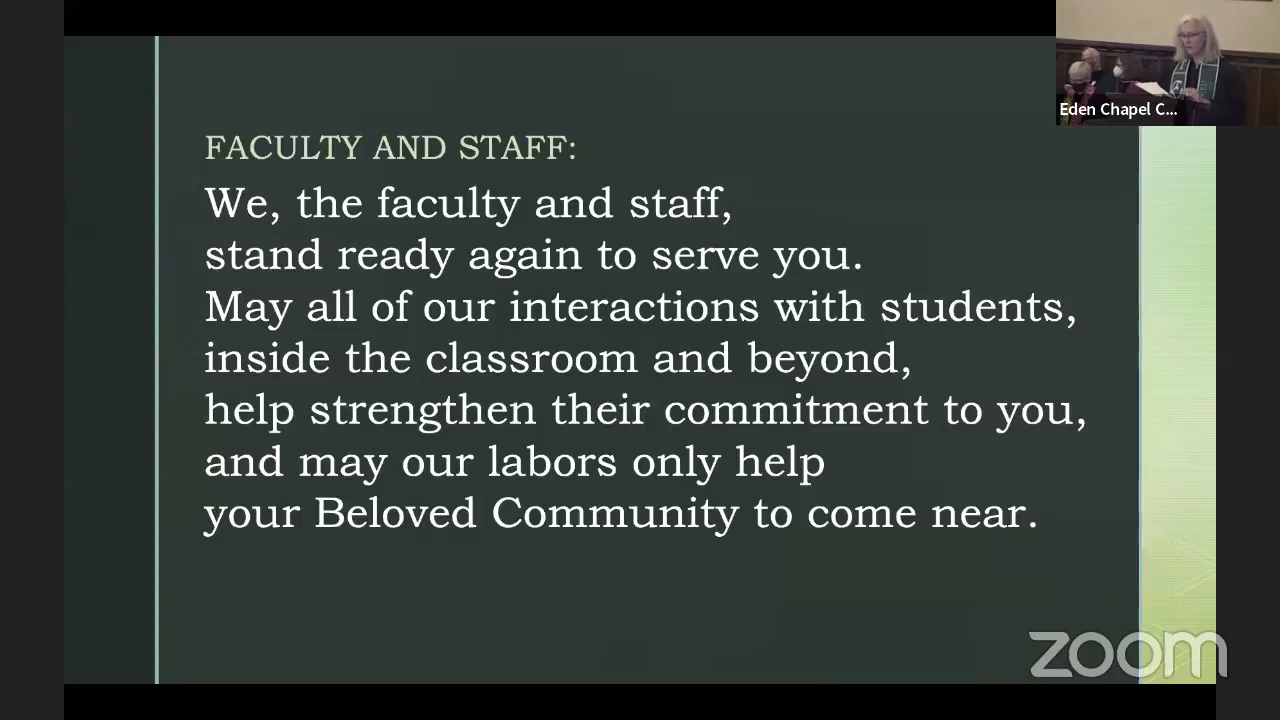 FACULTY AND STAFF:
We, the faculty and staff,
stand ready again to serve you.
May all of our interactions with students,
inside the classroom and beyond,
help strengthen their commitment to you,
and may our labors only help
your Beloved Community to come near.
Eden Chapel C...
zoom